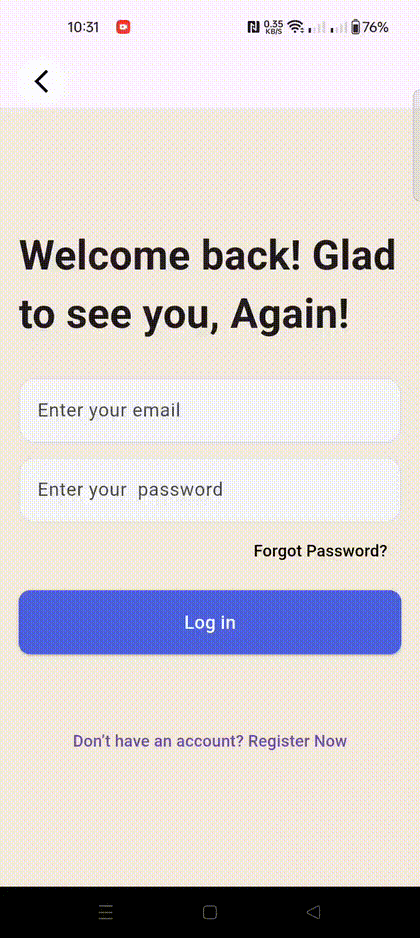 10:31 0.35 KB/S 76%
Welcome back! Glad
to see you, Again!
Enter your email
Enter your  password
Forgot Password?
Log in
Don't have an account? Register Now